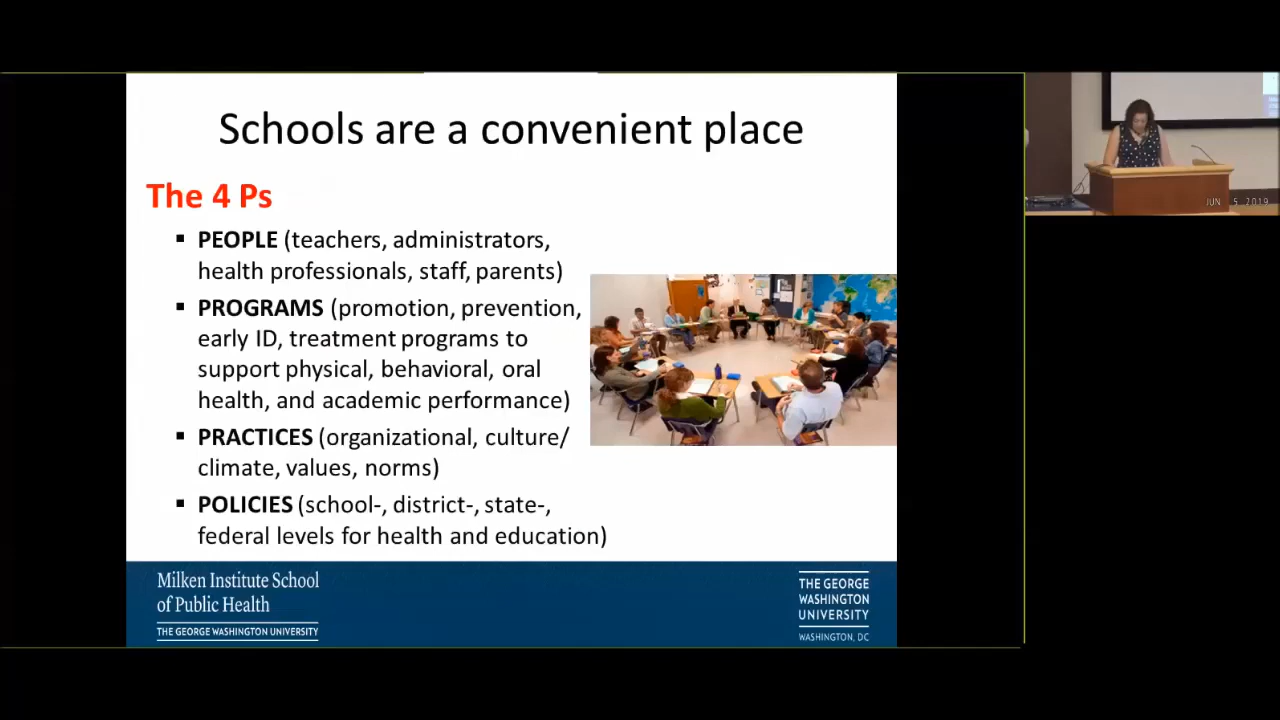 Schools are a convenient place
The 4 Ps
▪ PEOPLE (teachers, administrators,
health professionals, staff, parents)
▪ PROGRAMS (promotion, prevention,
early ID, treatment programs to
support physical, behavioral, oral
health, and academic performance)
▪ PRACTICES (organizational, culture/
climate, values, norms)
▪ POLICIES (school-, district-, state-,
federal levels for health and education)
Milken Institute School
of Public Health
THE GEORGE WASHINGTON UNIVERSITY
THE GEORGE
WASHINGTON
UNIVERSITY
WASHINGTON, DC
JUN 5 2019